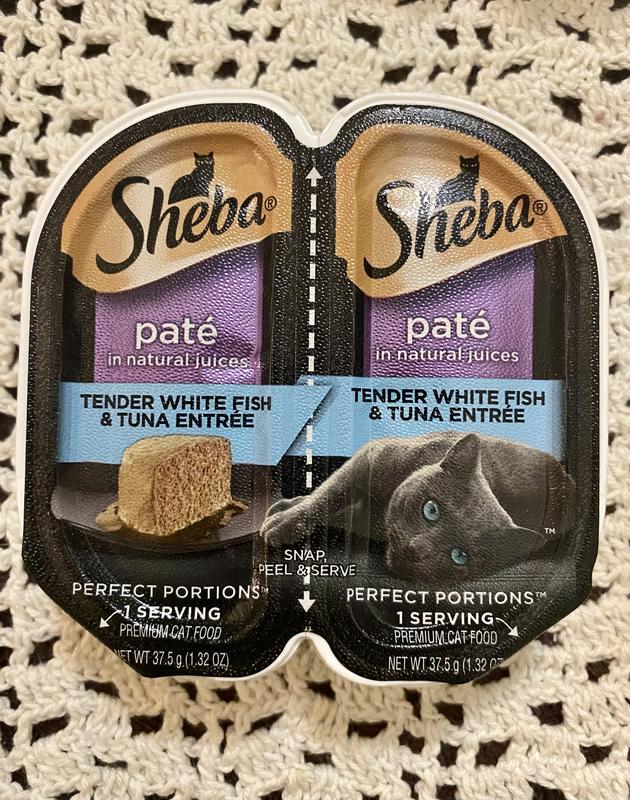 Sheba®
paté
in natural juices
TENDER WHITE FISH
& TUNA ENTRÉE
PERFECT PORTIONS™
1 SERVING
PREMIUM CAT FOOD
NET WT 37.5 g (1.32 OZ)
SNAP,
PEEL & SERVE
Sheba®
paté
in natural juices
TENDER WHITE FISH
& TUNA ENTRÉE
™
PERFECT PORTIONS™
1 SERVING
PREMIUM CAT FOOD
NET WT 37.5 g (1.32 OZ